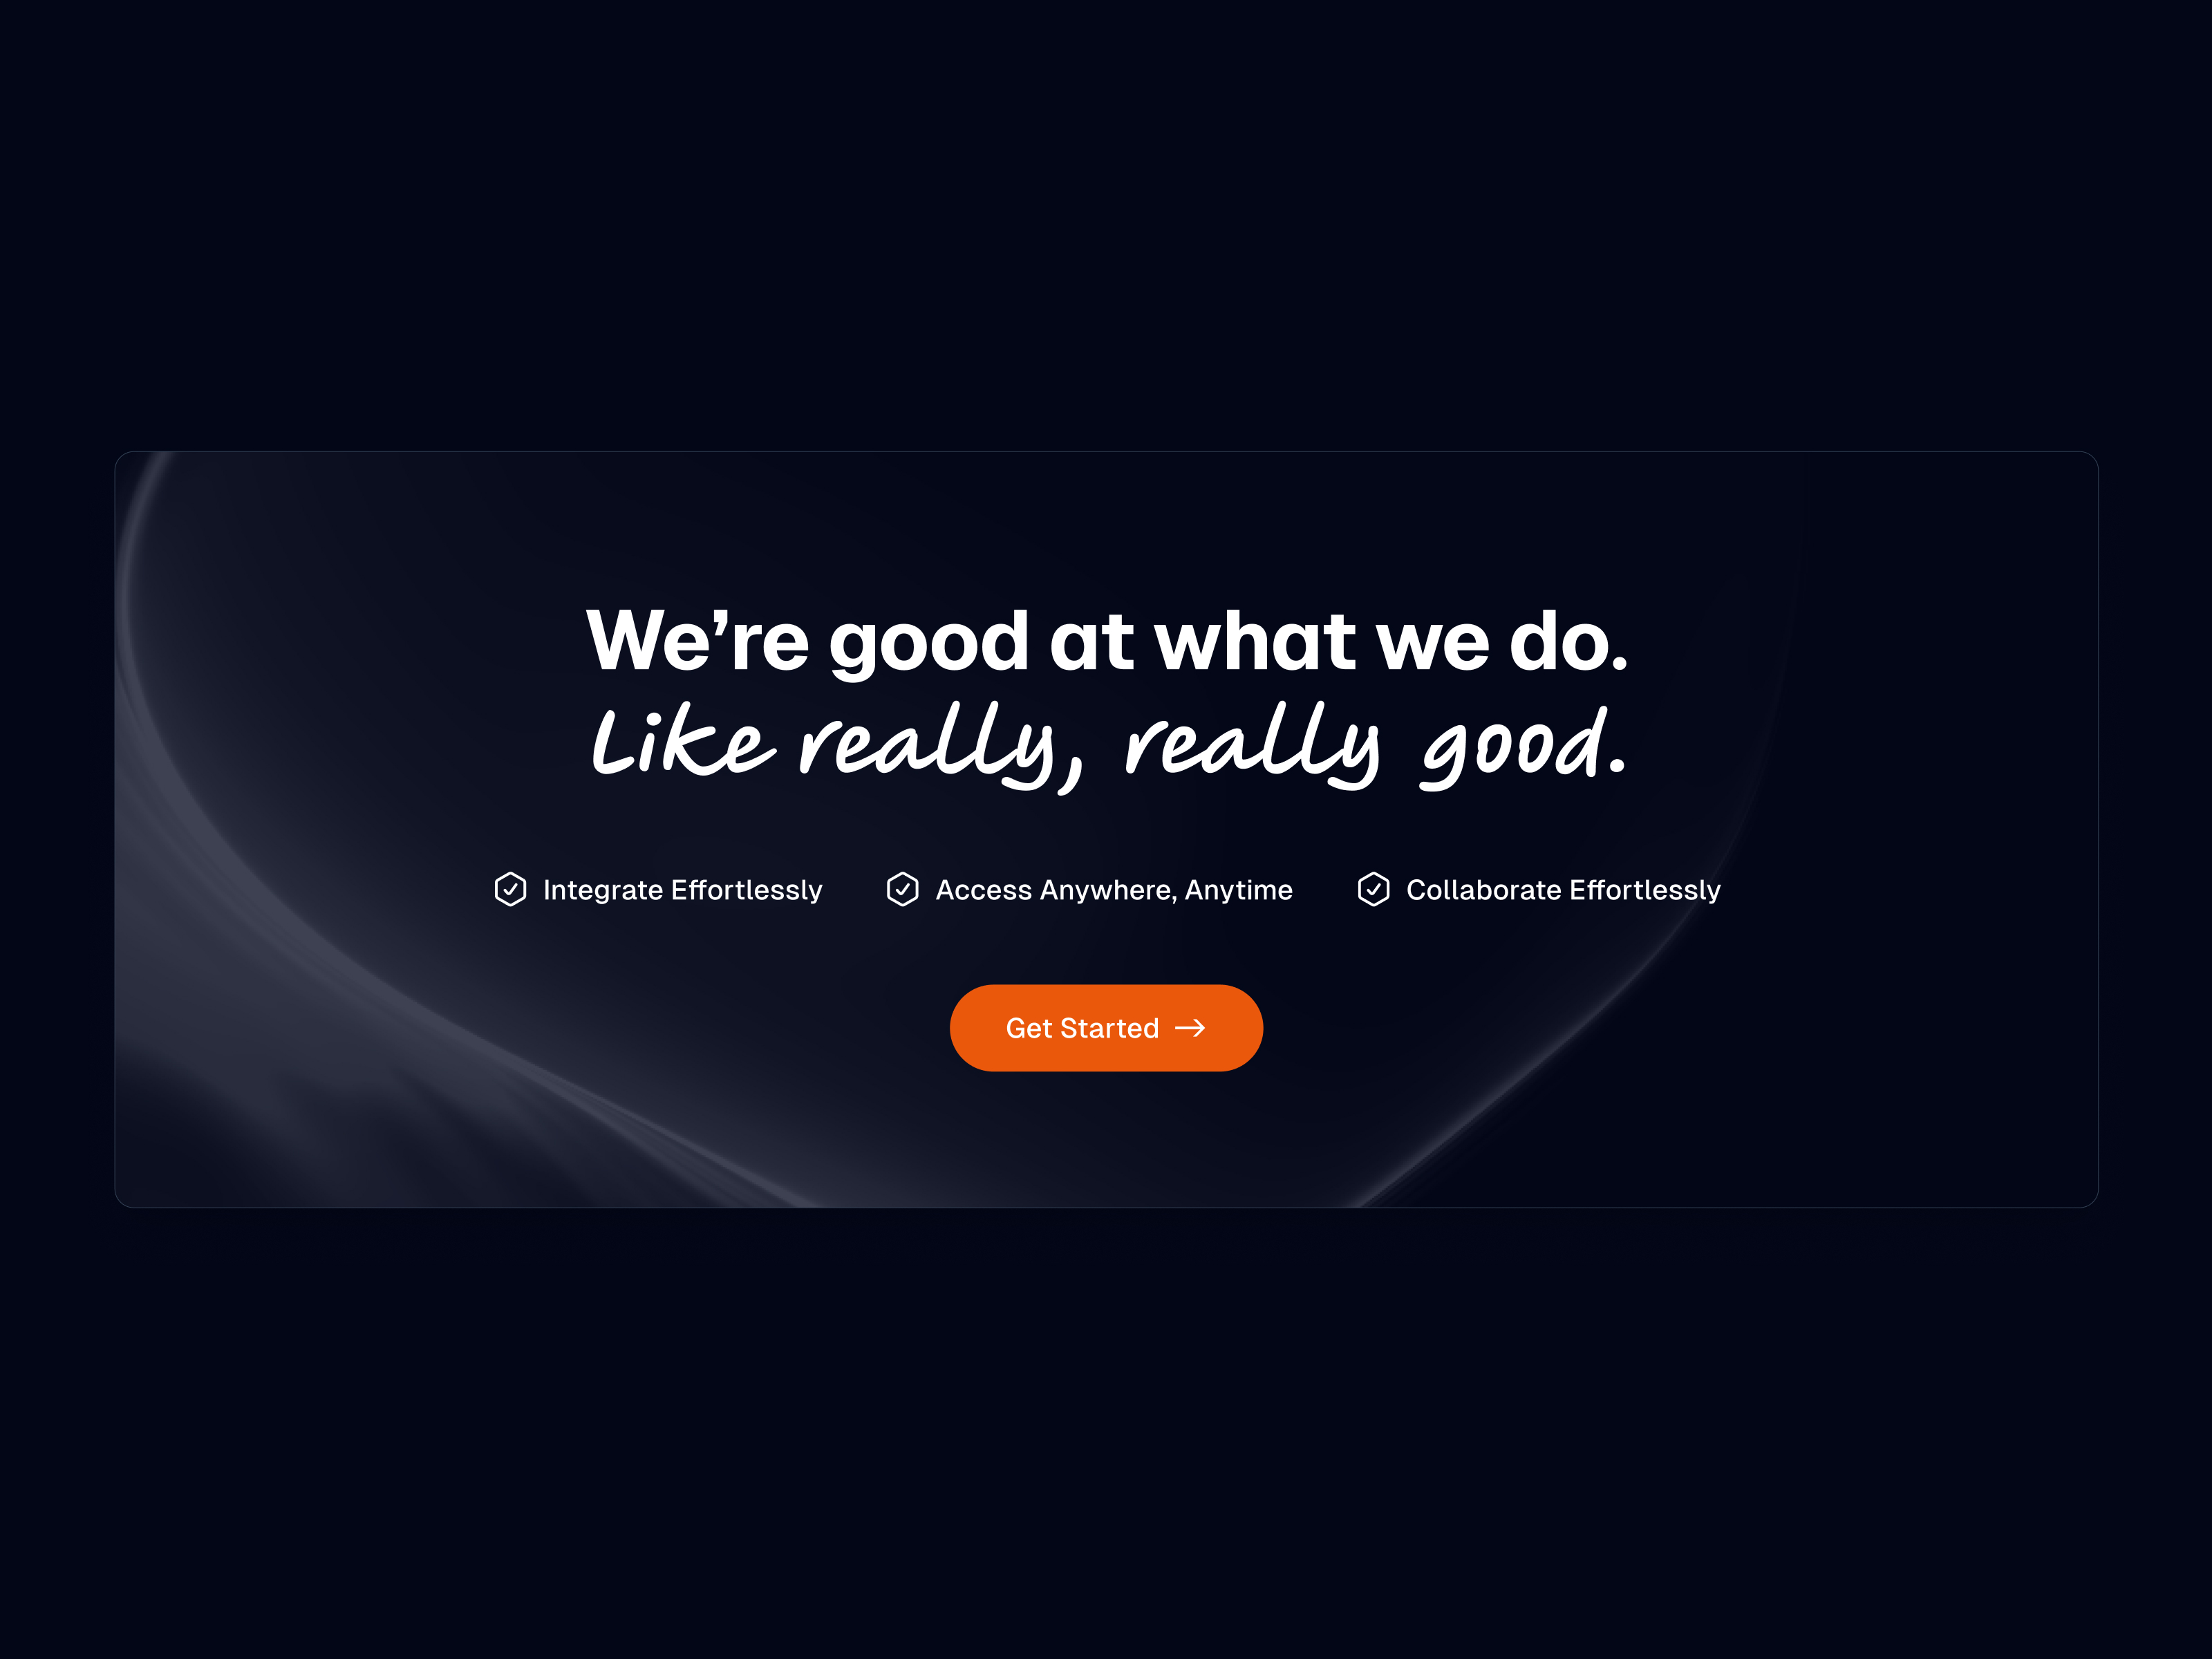 We’re good at what we do.
Like really, really good.
Integrate Effortlessly
Access Anywhere, Anytime
Collaborate Effortlessly
Get Started